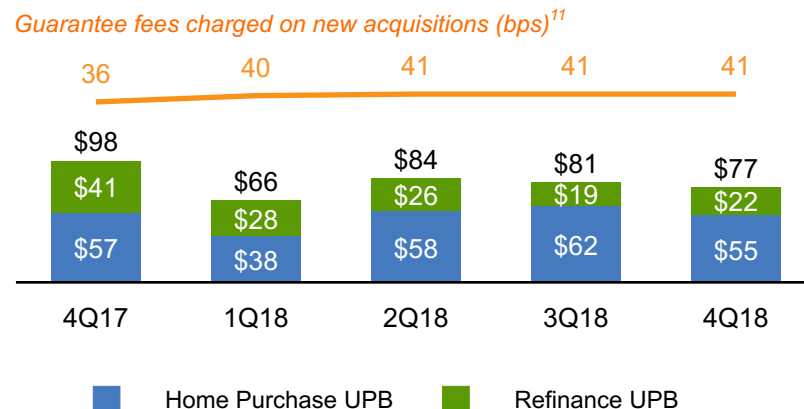 Guarantee fees charged on new acquisitions (bps)11
36 40 41 41 41
$98 $66 $84 $81 $77
$41 $28 $26 $19 $22
$57 $38 $58 $62 $55
4Q17 1Q18 2Q18 3Q18 4Q18
Home Purchase UPB Refinance UPB